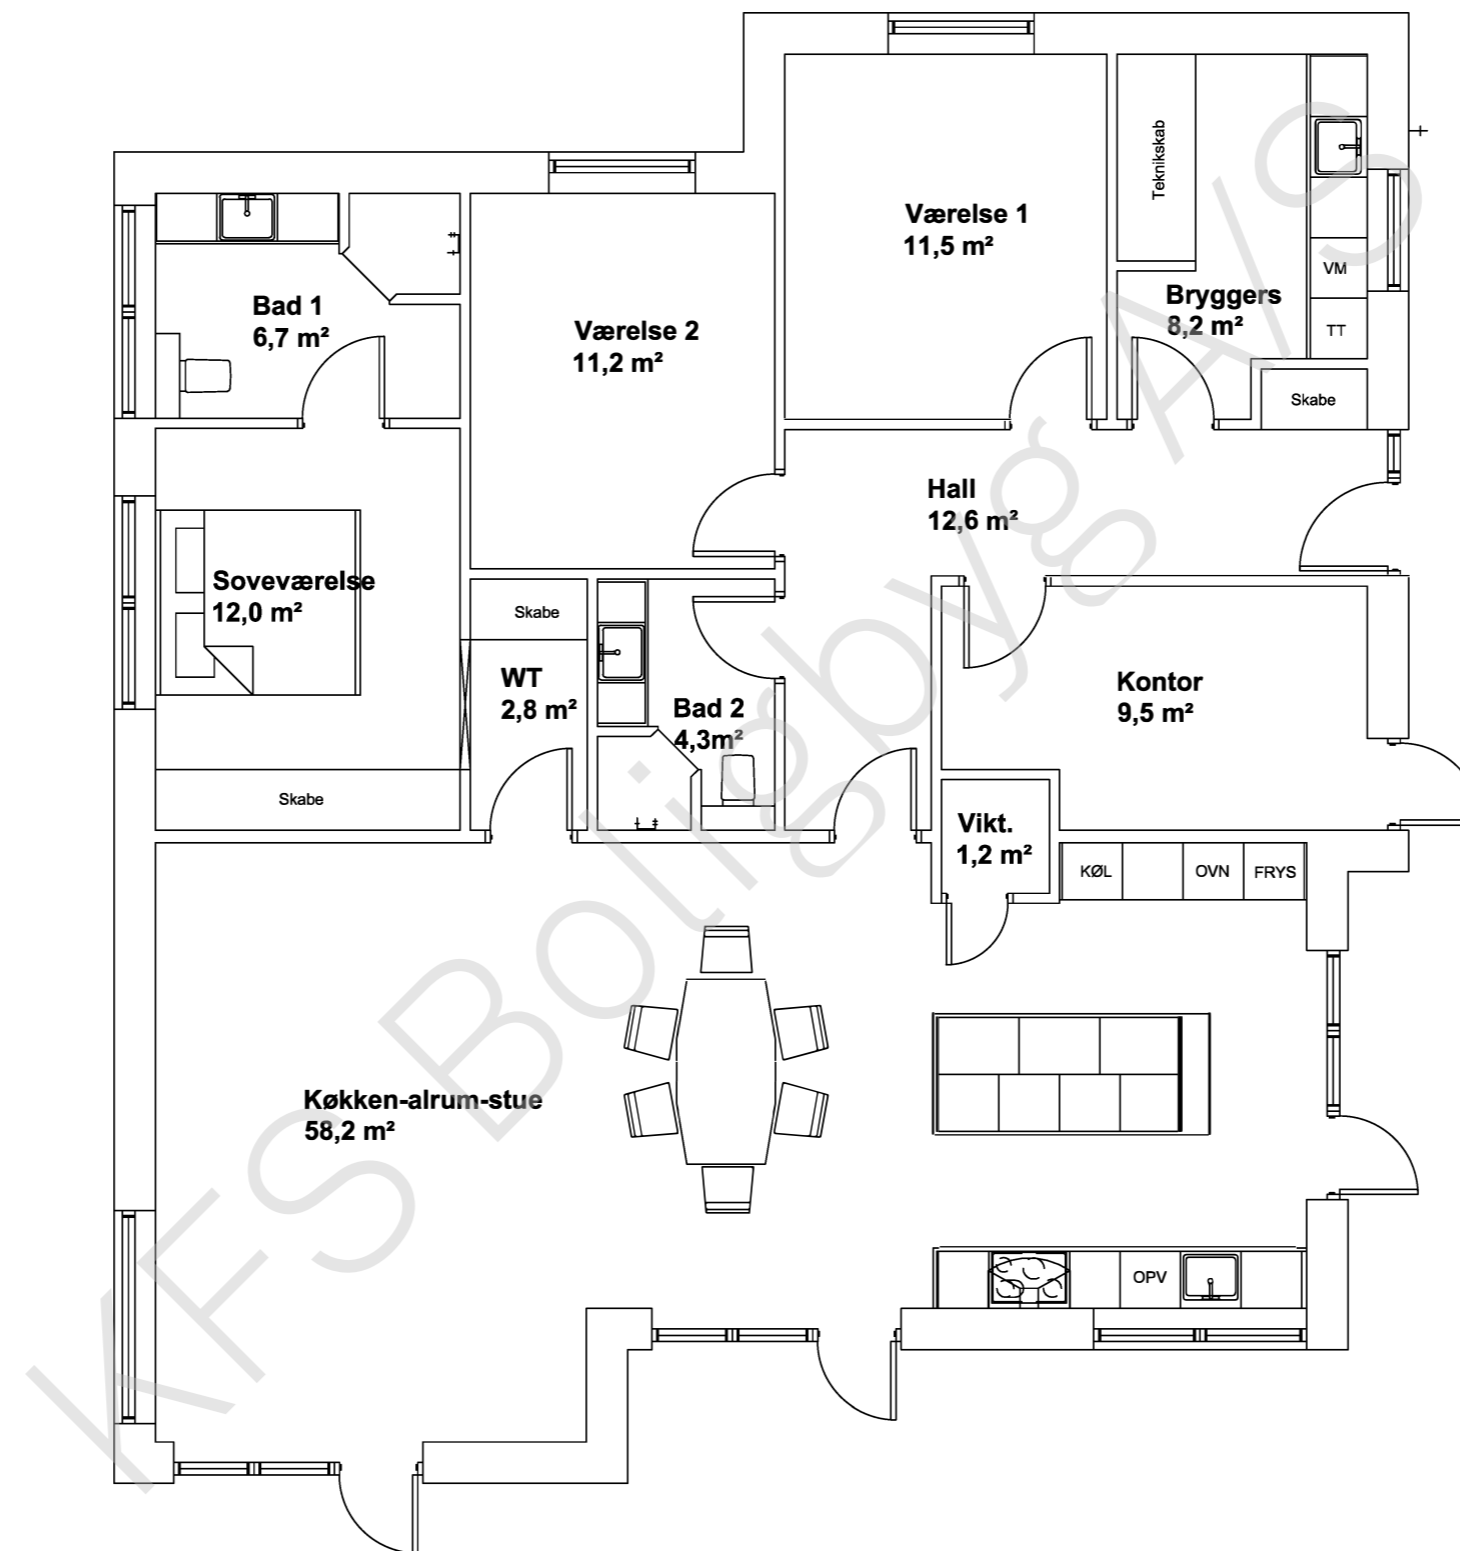 Teknikskab
Værelse 1
11,5 m²
VM
Bryggers
8,2 m²
TT
Bad 1
6,7 m²
Værelse 2
11,2 m²
Skabe
Hall
12,6 m²
Soveværelse
12,0 m²
Skabe
WT
2,8 m²
Bad 2
4,3m²
Kontor
9,5 m²
Skabe
Vikt.
1,2 m²
KØL
OVN
FRYS
Køkken-alrum-stue
58,2 m²
OPV
KFS Boligbyg A/S